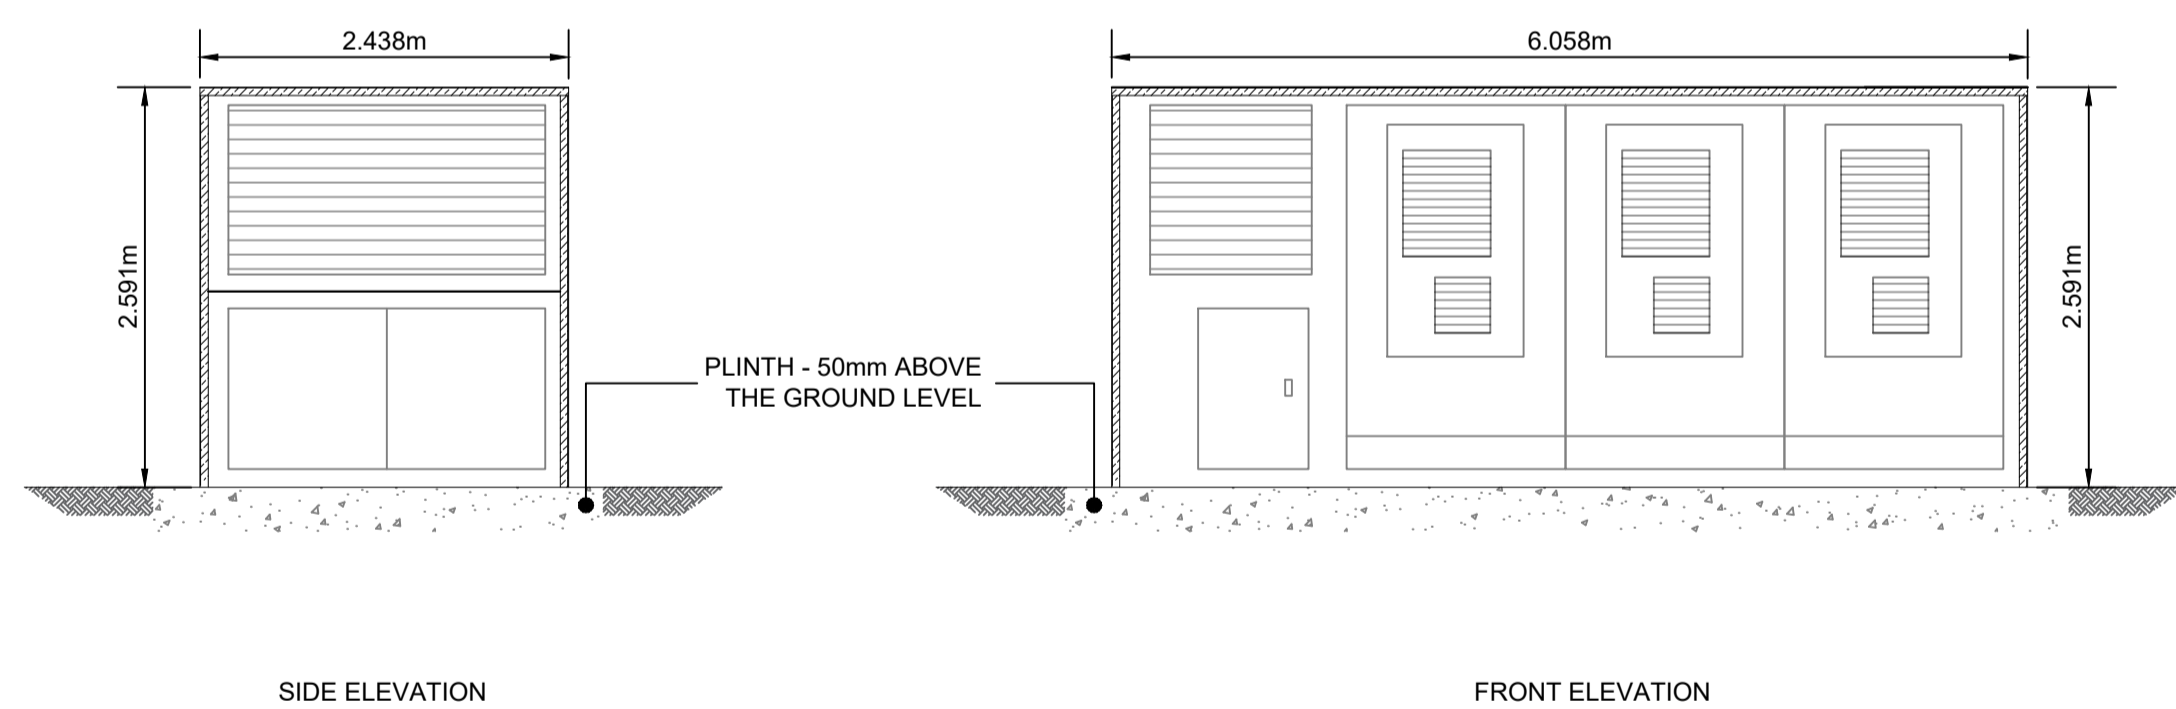 2.438m
6.058m
2.591m
2.591m
PLINTH - 50mm ABOVE
THE GROUND LEVEL
SIDE ELEVATION
FRONT ELEVATION